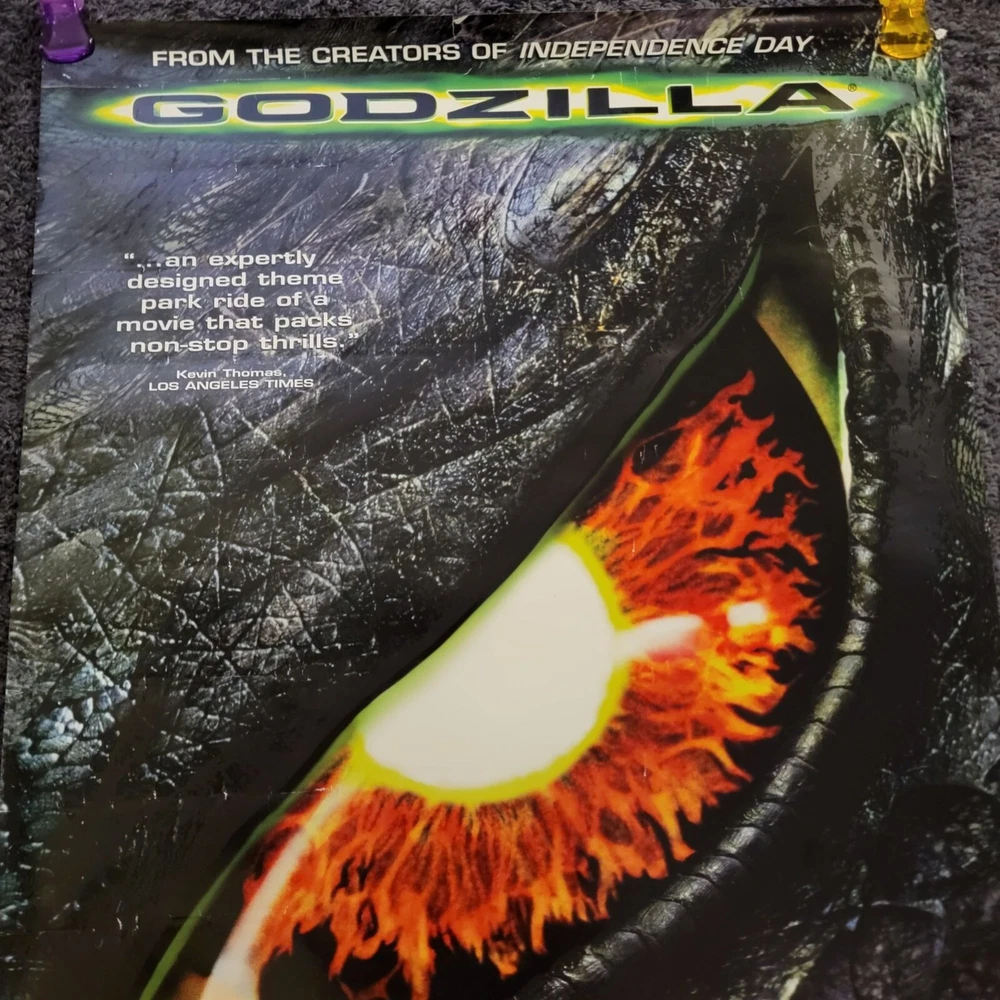 FROM THE CREATORS OF INDEPENDENCE DAY
GODZILLA®
“...an expertly
designed theme
park ride of a
movie that packs
non-stop thrills.”
Kevin Thomas,
LOS ANGELES TIMES